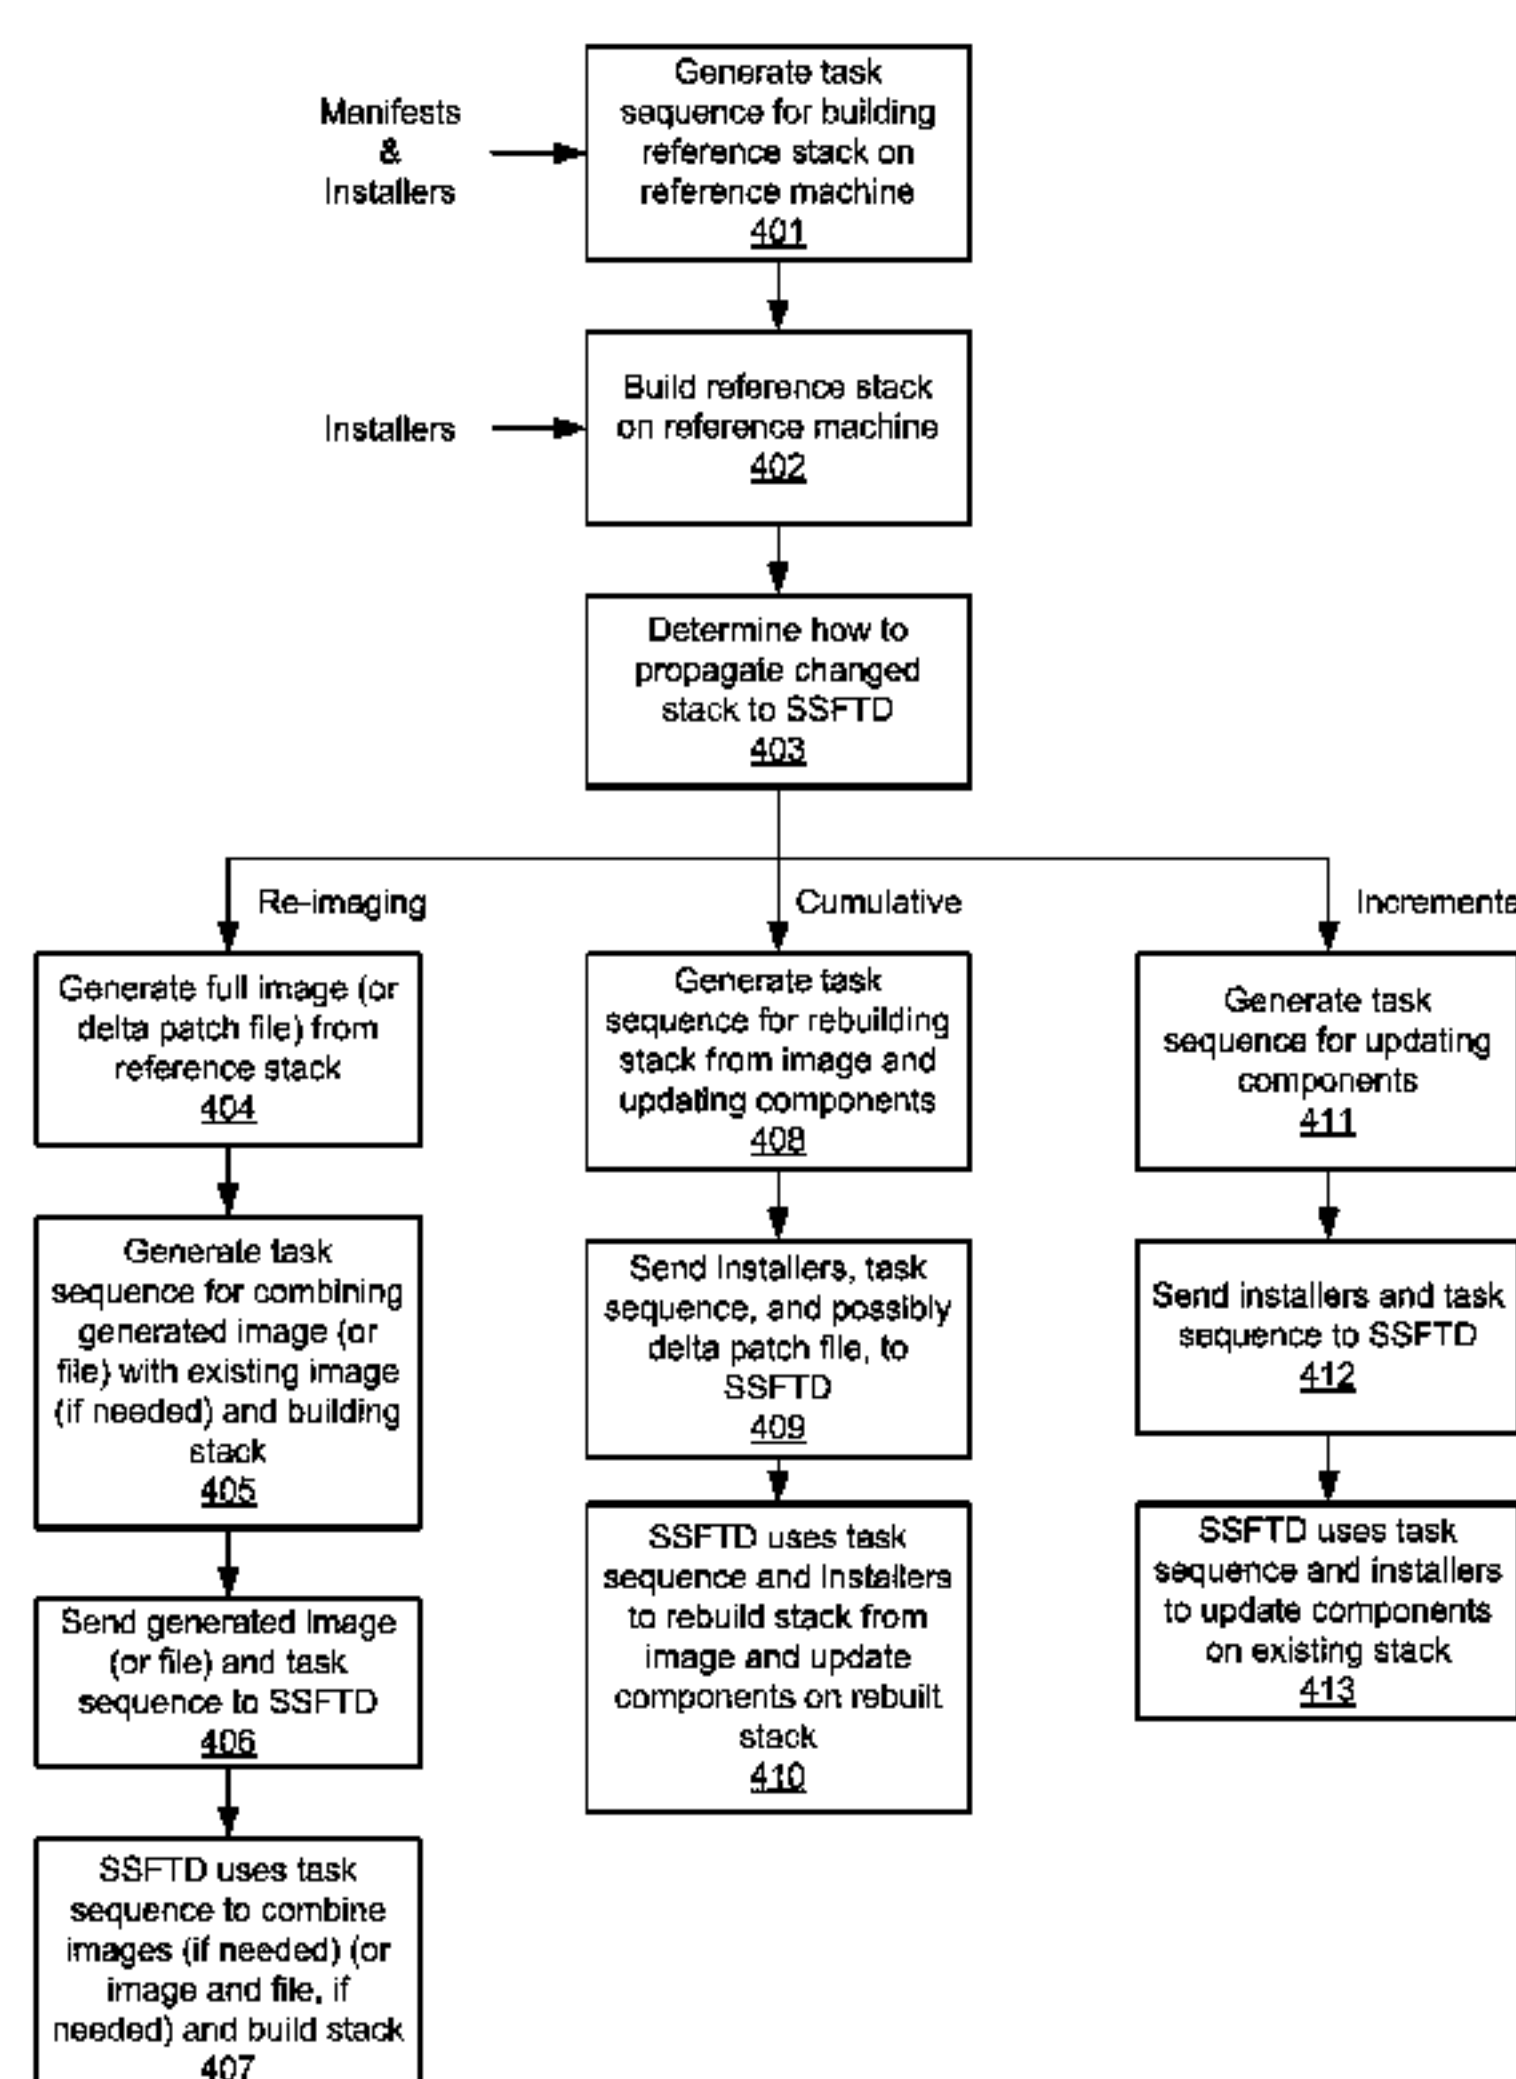 Generate task
sequence for building
reference stack on
reference machine
401
Manifests
&
Installers
Build reference stack
on reference machine
402
Installers
Determine how to
propagate changed
stack to SSFTD
403
Re-imaging
Cumulative
Incrementa
Generate full image (or
delta patch file) from
reference stack
404
Generate task
sequence for combining
generated image (or
file) with existing image
(if needed) and building
stack
405
Send generated Image
(or file) and task
sequence to SSFTD
406
SSFTD uses task
sequence to combine
images (if needed) (or
image and file, if
needed) and build stack
407
Generate task
sequence for rebuilding
stack from image and
updating components
408
Send Installers, task
sequence, and possibly
delta patch file, to
SSFTD
409
SSFTD uses task
sequence and Installers
to rebuild stack from
image and update
components on rebuilt
stack
410
Generate task
sequence for updating
components
411
Send installers and task
sequence to SSFTD
412
SSFTD uses task
sequence and installers
to update components
on existing stack
413